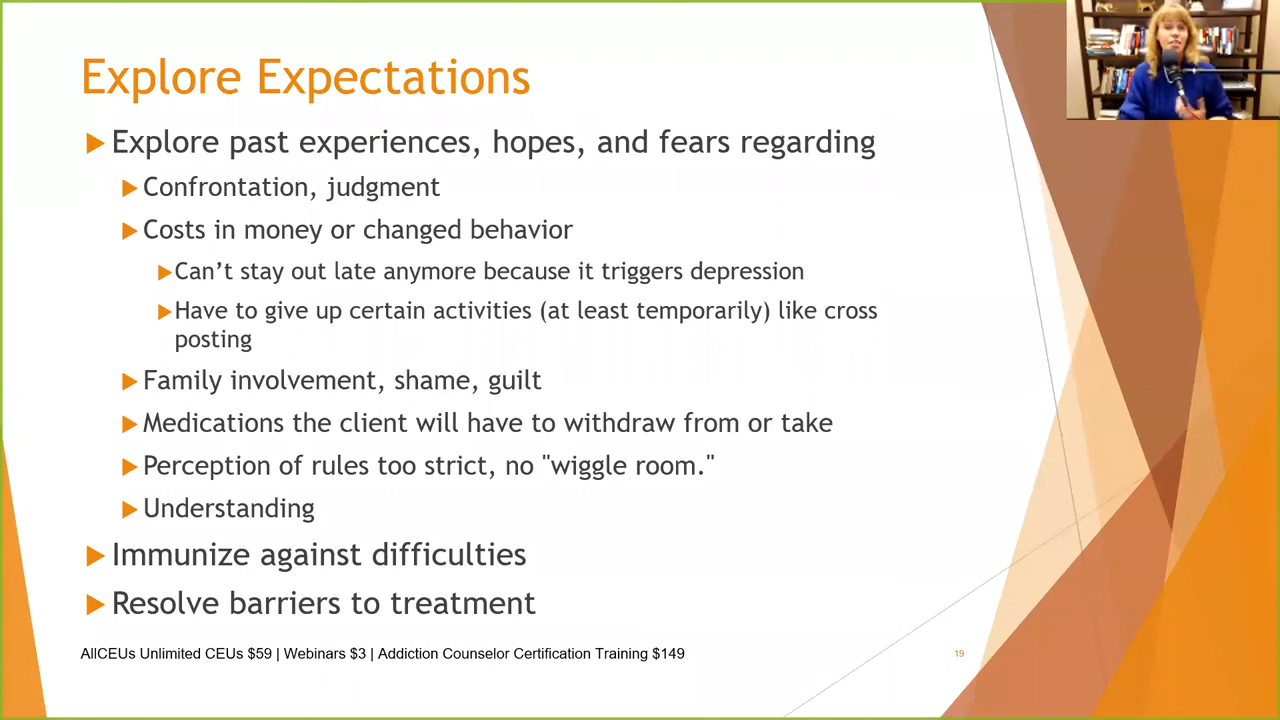 Explore Expectations
Explore past experiences, hopes, and fears regarding
Confrontation, judgment
Costs in money or changed behavior
Can’t stay out late anymore because it triggers depression
Have to give up certain activities (at least temporarily) like cross
posting
Family involvement, shame, guilt
Medications the client will have to withdraw from or take
Perception of rules too strict, no "wiggle room."
Understanding
Immunize against difficulties
Resolve barriers to treatment
AllCEUs Unlimited CEUs $59 | Webinars $3 | Addiction Counselor Certification Training $149
19